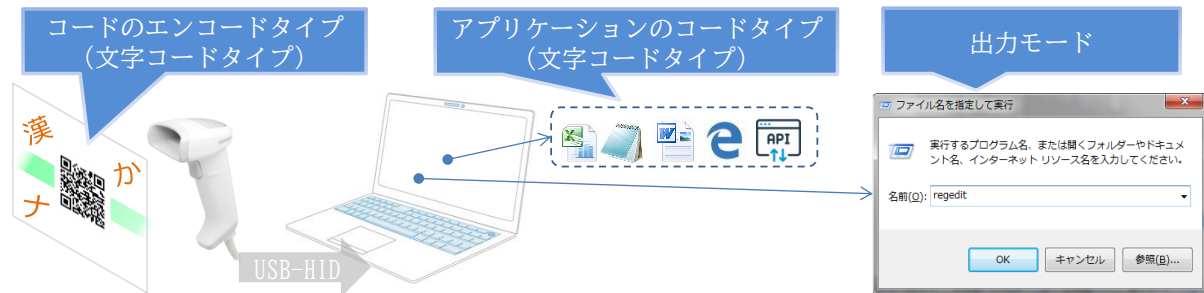 コードのエンコードタイプ
(文字コードタイプ)
アプリケーションのコードタイプ
(文字コードタイプ)
出力モード
漢
か
ナ
USB-HID
API
ファイル名を指定して実行
実行するプログラム名、または開くフォルダーやドキュメ
ント名、インターネット リソース名を入力してください。
名前(O): regedit
OK
キャンセル
参照(B)...